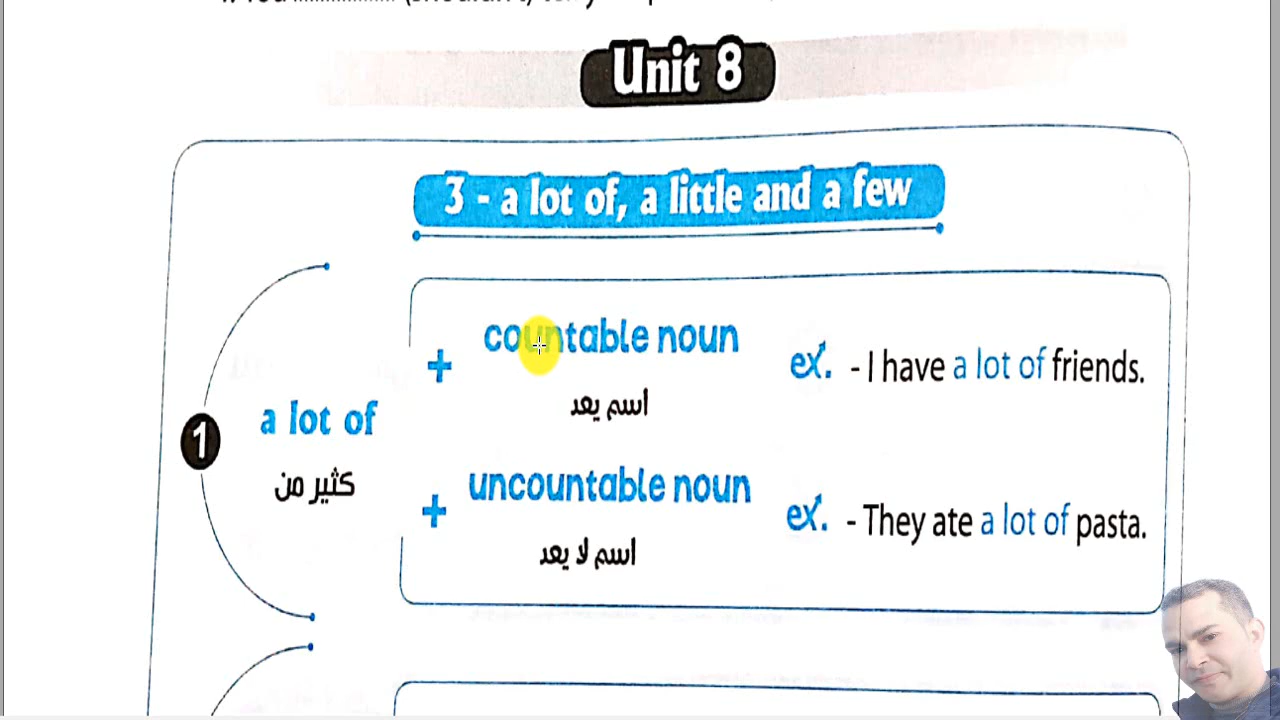 Unit 8
3 - a lot of, a little and a few
1
a lot of
كثير من
+ countable noun
اسم يعد
ex. - I have a lot of friends.
+ uncountable noun
اسم لا يعد
ex. - They ate a lot of pasta.